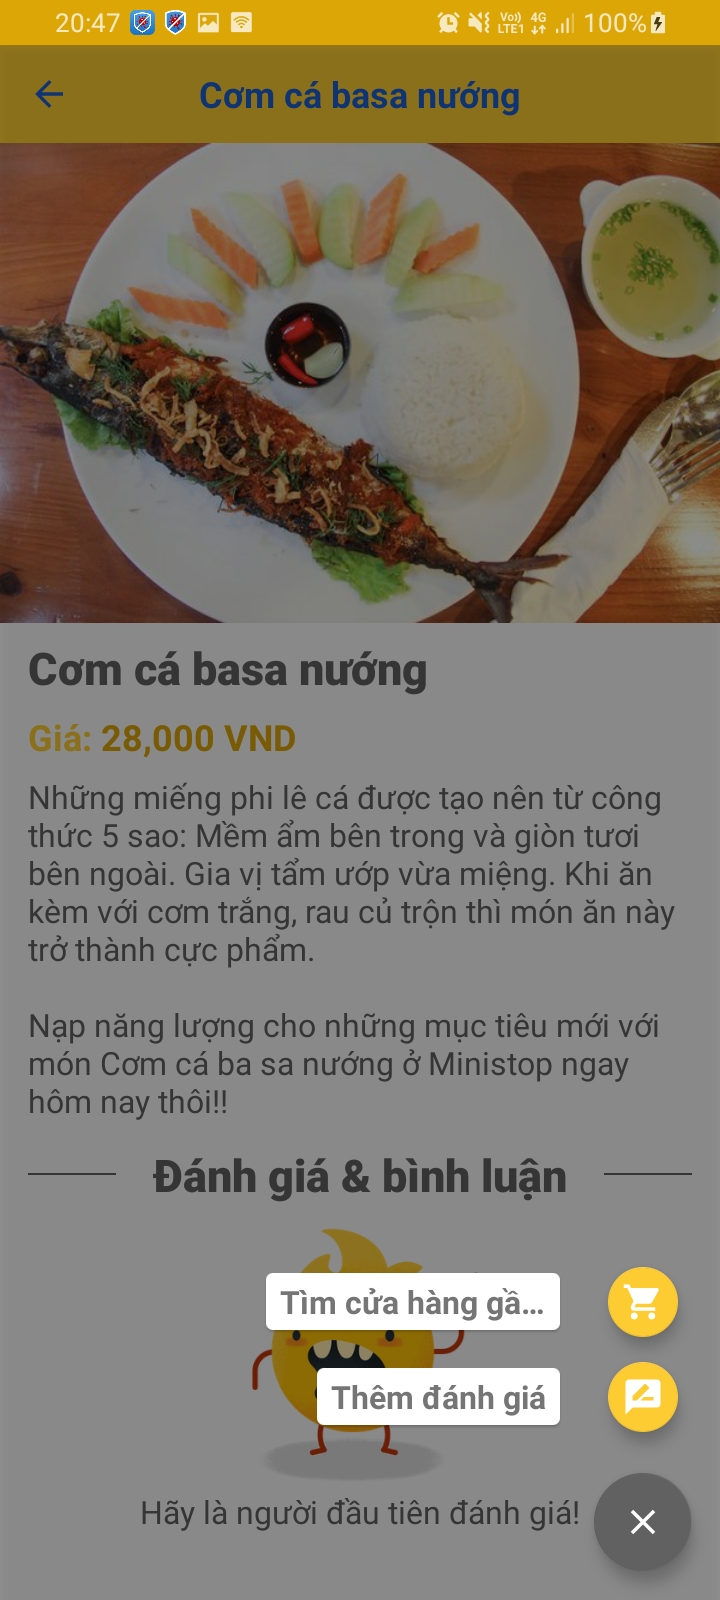 20:47 Vo)) LTE1 4G 100%
Cơm cá basa nướng
Cơm cá basa nướng
Giá: 28,000 VND
Những miếng phi lê cá được tạo nên từ công
thức 5 sao: Mềm ẩm bên trong và giòn tươi
bên ngoài. Gia vị tẩm ướp vừa miệng. Khi ăn
kèm với cơm trắng, rau củ trộn thì món ăn này
trở thành cực phẩm.
Nạp năng lượng cho những mục tiêu mới với
món Cơm cá ba sa nướng ở Ministop ngay
hôm nay thôi!!
Đánh giá & bình luận
Tìm cửa hàng gầ...
Thêm đánh giá
Hãy là người đầu tiên đánh giá!